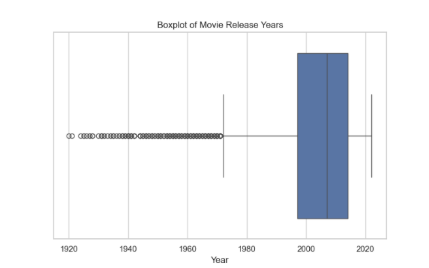 Boxplot of Movie Release Years
1920 1940 1960 1980 2000 2020
Year